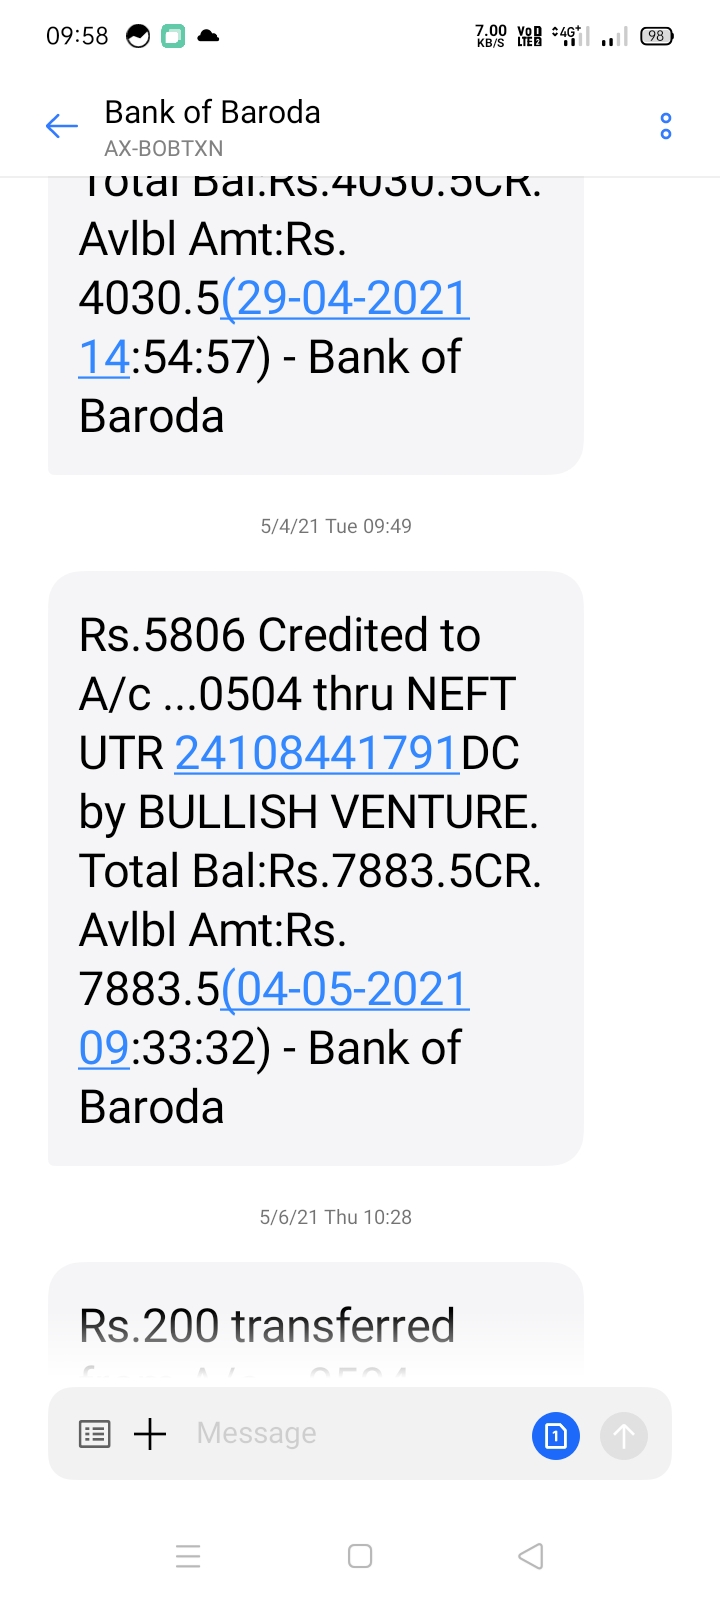 09:58
7.00 KB/S VoD LTE2 4G+ 98
Bank of Baroda
AX-BOBTXN
Total Bal:Rs.4030.5CR.
Avlbl Amt:Rs.
4030.5(29-04-2021
14:54:57) - Bank of
Baroda
5/4/21 Tue 09:49
Rs.5806 Credited to
A/c ...0504 thru NEFT
UTR 24108441791DC
by BULLISH VENTURE.
Total Bal:Rs.7883.5CR.
Avlbl Amt:Rs.
7883.5(04-05-2021
09:33:32) - Bank of
Baroda
5/6/21 Thu 10:28
Rs.200 transferred
Message
1